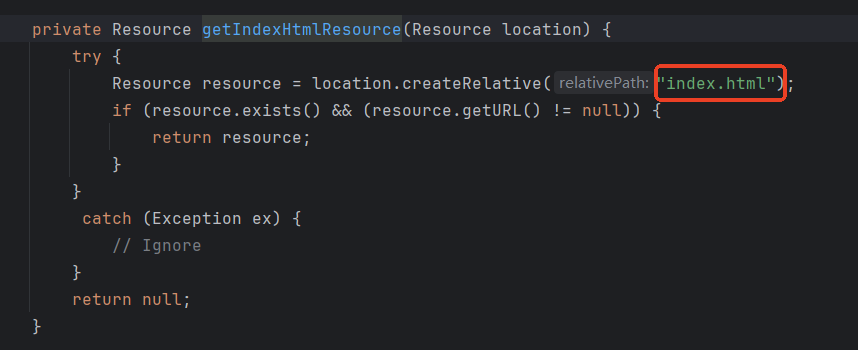 private Resource getIndexHtmlResource(Resource location) {
try {
Resource resource = location.createRelative( relativePath: "index.html");
if (resource.exists() && (resource.getURL() != null)) {
return resource;
}
}
catch (Exception ex) {
// Ignore
}
return null;
}